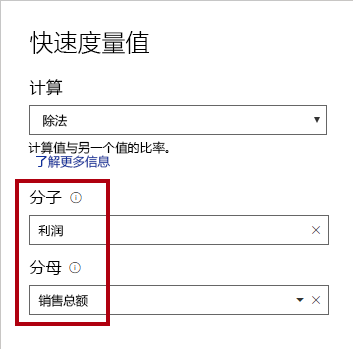 快速度量值
计算
除法
计算值与另一个值的比率。
了解更多信息
分子
利润
分母
销售总额